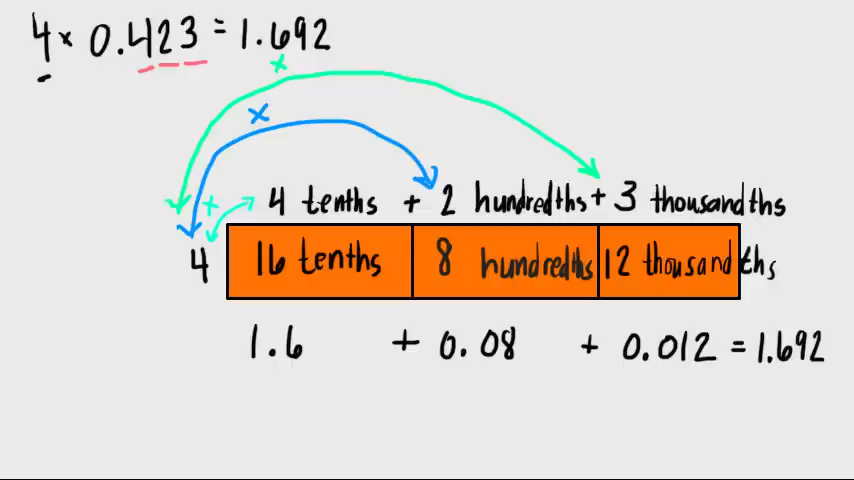 4 × 0.423 = 1.692
×
×
×
4 tenths + 2 hundredths + 3 thousandths
4 16 tenths 8 hundredths 12 thousandths
1.6 + 0.08 + 0.012 = 1.692